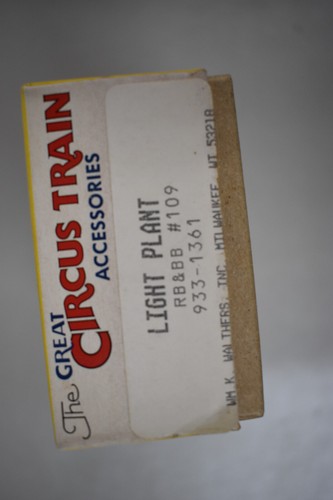 The GREAT
CIRCUS TRAIN
ACCESSORIES
LIGHT PLANT
RB&BB #109
933-1361
WM K. WALTHERS, INC. MILWAUKEE WI 53218